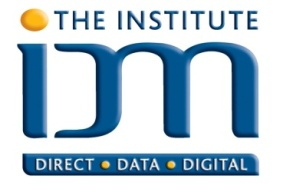 THE INSTITUTE
IDM
DIRECT • DATA • DIGITAL